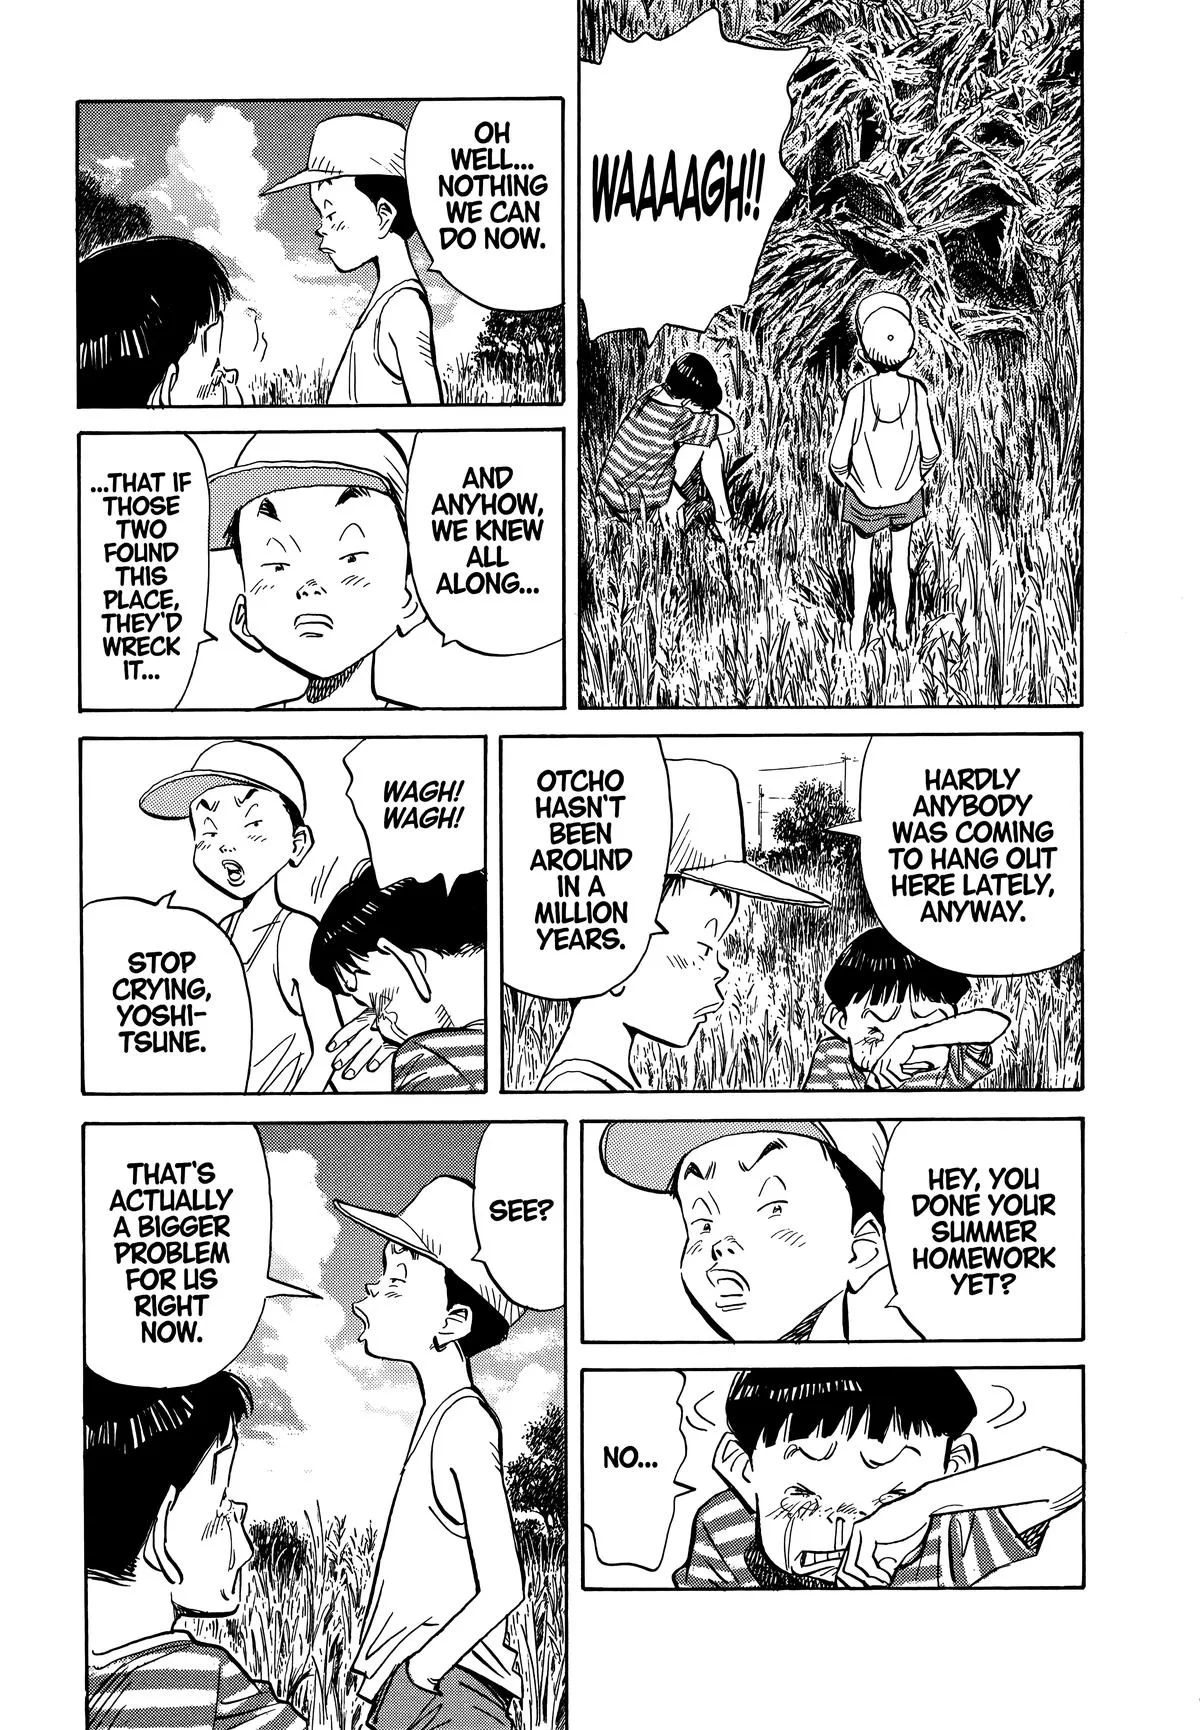 WAAAAGH!!
OH
WELL...
NOTHING
WE CAN
DO NOW.
AND
ANYHOW,
WE KNEW
ALL
ALONG...
...THAT IF
THOSE
TWO
FOUND
THIS
PLACE,
THEY'D
WRECK
IT...
HARDLY
ANYBODY
WAS COMING
TO HANG OUT
HERE LATELY,
ANYWAY.
OTCHO
HASN'T
BEEN
AROUND
IN A
MILLION
YEARS.
WAGH!
WAGH!
STOP
CRYING,
YOSHI-
TSUNE.
HEY, YOU
DONE YOUR
SUMMER
HOMEWORK
YET?
NO...
SEE?
THAT'S
ACTUALLY
A BIGGER
PROBLEM
FOR US
RIGHT
NOW.